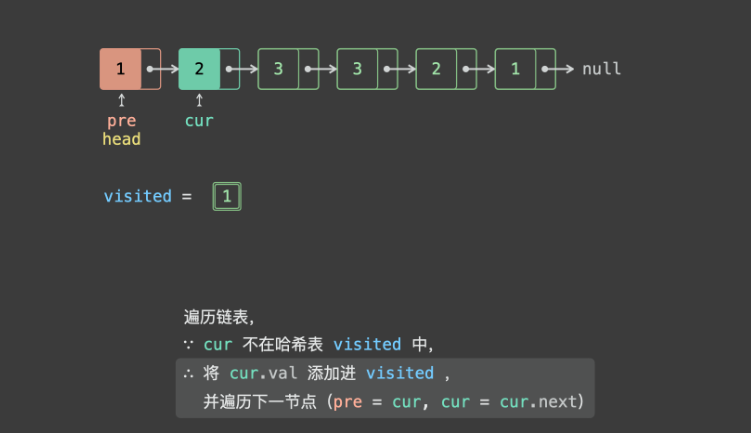 1 2 3 3 2 1 null
pre cur
head
visited = 1
遍历链表，
∵ cur 不在哈希表 visited 中，
∴ 将 cur.val 添加进 visited ，
并遍历下一节点 (pre = cur, cur = cur.next)